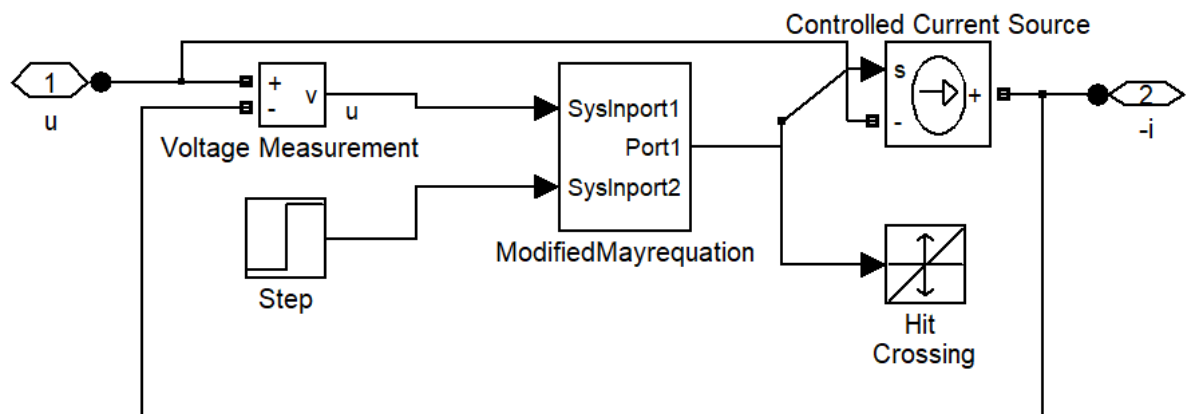 Controlled Current Source
1
u
+
-
v
u
Voltage Measurement
SysInport1
Port1
SysInport2
ModifiedMayrequation
Step
s
-
+
2
-i
Hit
Crossing